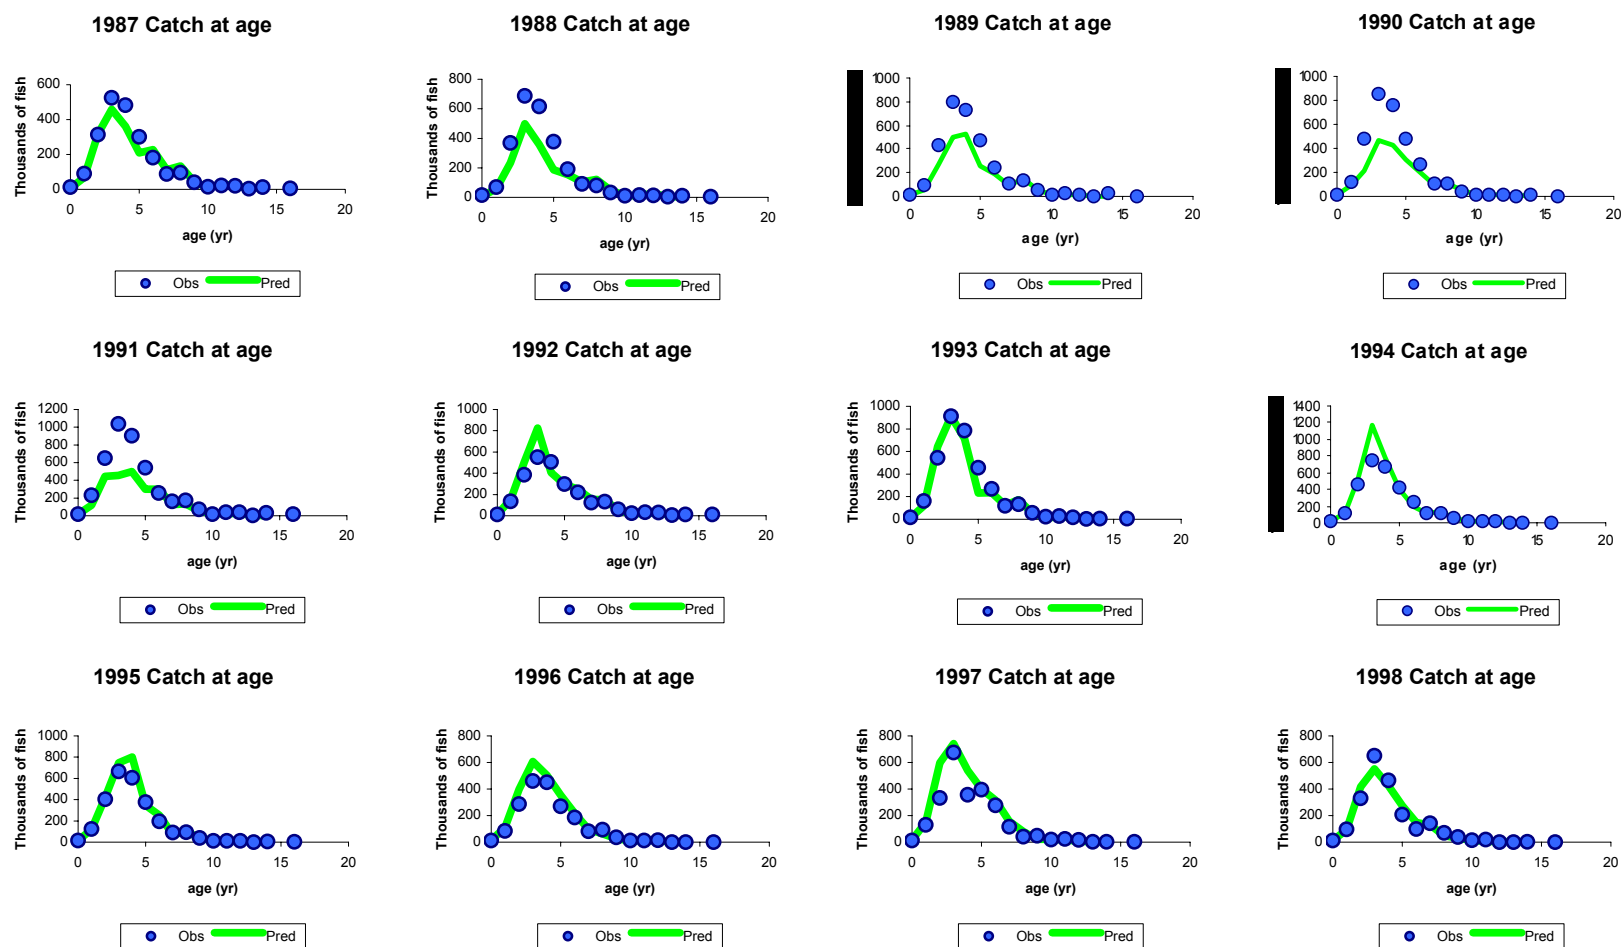 1987 Catch at age
1988 Catch at age
1989 Catch at age
1990 Catch at age
Thousands of fish
600
400
200
0
0 5 10 15 20
age (yr)
Obs Pred
Thousands of fish
800
600
400
200
0
0 5 10 15 20
age (yr)
Obs Pred
1000
800
600
400
200
0
0 5 10 15 20
age (yr)
Obs Pred
1000
800
600
400
200
0
0 5 10 15 20
age (yr)
Obs Pred
1991 Catch at age
1992 Catch at age
1993 Catch at age
1994 Catch at age
Thousands of fish
1200
1000
800
600
400
200
0
0 5 10 15 20
age (yr)
Obs Pred
Thousands of fish
1000
800
600
400
200
0
0 5 10 15 20
age (yr)
Obs Pred
Thousands of fish
1000
800
600
400
200
0
0 5 10 15 20
age (yr)
Obs Pred
1400
1200
1000
800
600
400
200
0
0 5 10 15 20
age (yr)
Obs Pred
1995 Catch at age
1996 Catch at age
1997 Catch at age
1998 Catch at age
Thousands of fish
1000
800
600
400
200
0
0 5 10 15 20
age (yr)
Obs Pred
Thousands of fish
800
600
400
200
0
0 5 10 15 20
age (yr)
Obs Pred
Thousands of fish
800
600
400
200
0
0 5 10 15 20
age (yr)
Obs Pred
Thousands of fish
800
600
400
200
0
0 5 10 15 20
age (yr)
Obs Pred